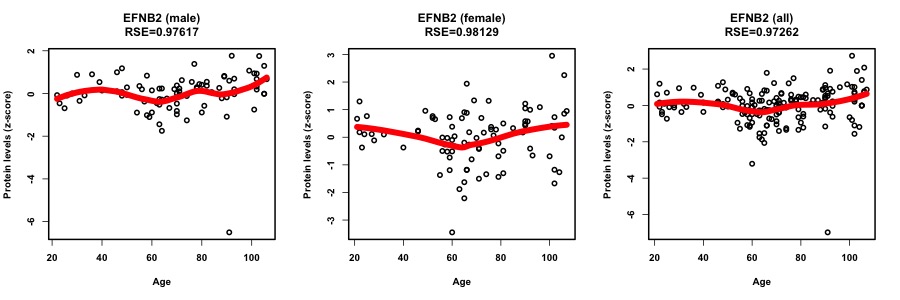 EFNB2 (male)
RSE=0.97617
Protein levels (z-score)
2
0
-2
-4
-6
20 40 60 80 100
Age
EFNB2 (female)
RSE=0.98129
Protein levels (z-score)
3
2
1
0
-1
-2
-3
20 40 60 80 100
Age
EFNB2 (all)
RSE=0.97262
Protein levels (z-score)
2
0
-2
-4
-6
20 40 60 80 100
Age